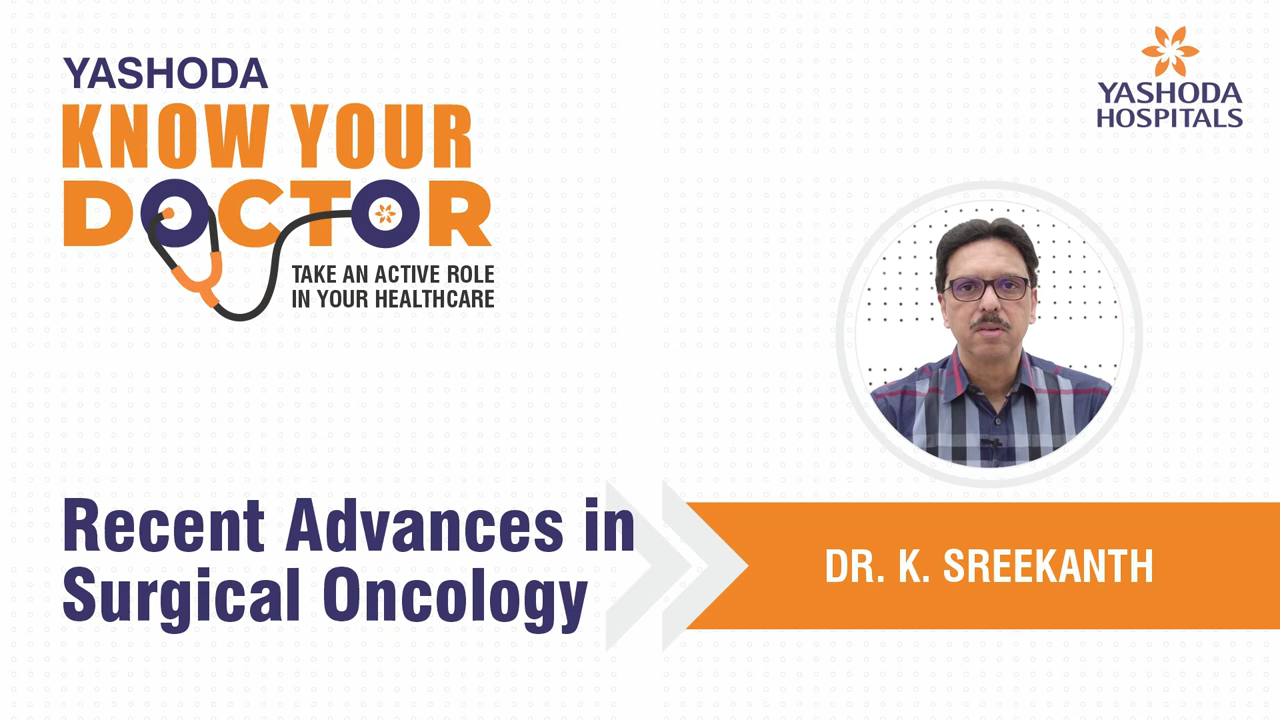 YASHODA
KNOW YOUR
DOCTOR
TAKE AN ACTIVE ROLE
IN YOUR HEALTHCARE
YASHODA
HOSPITALS
Recent Advances in
Surgical Oncology
DR. K. SREEKANTH